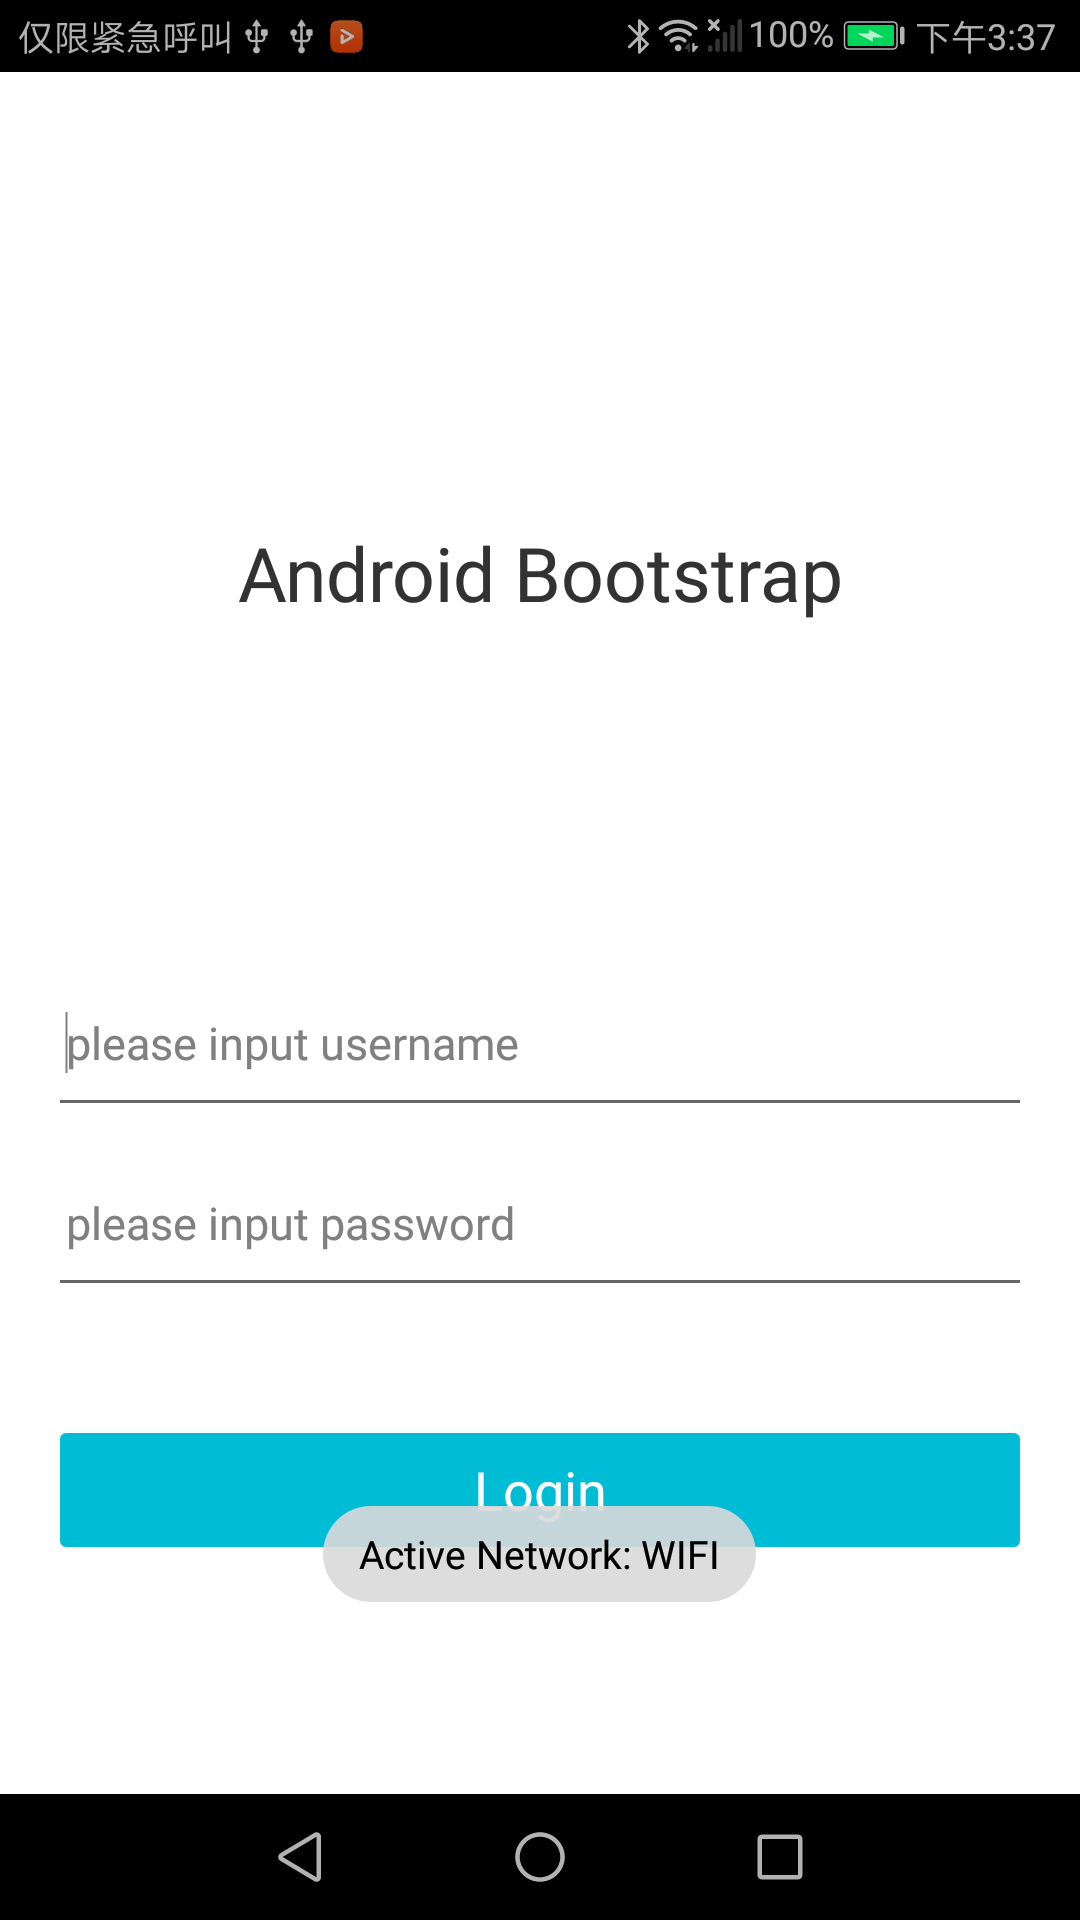 仅限紧急呼叫 100% 下午3:37
Android Bootstrap
please input username
please input password
Login
Active Network: WIFI